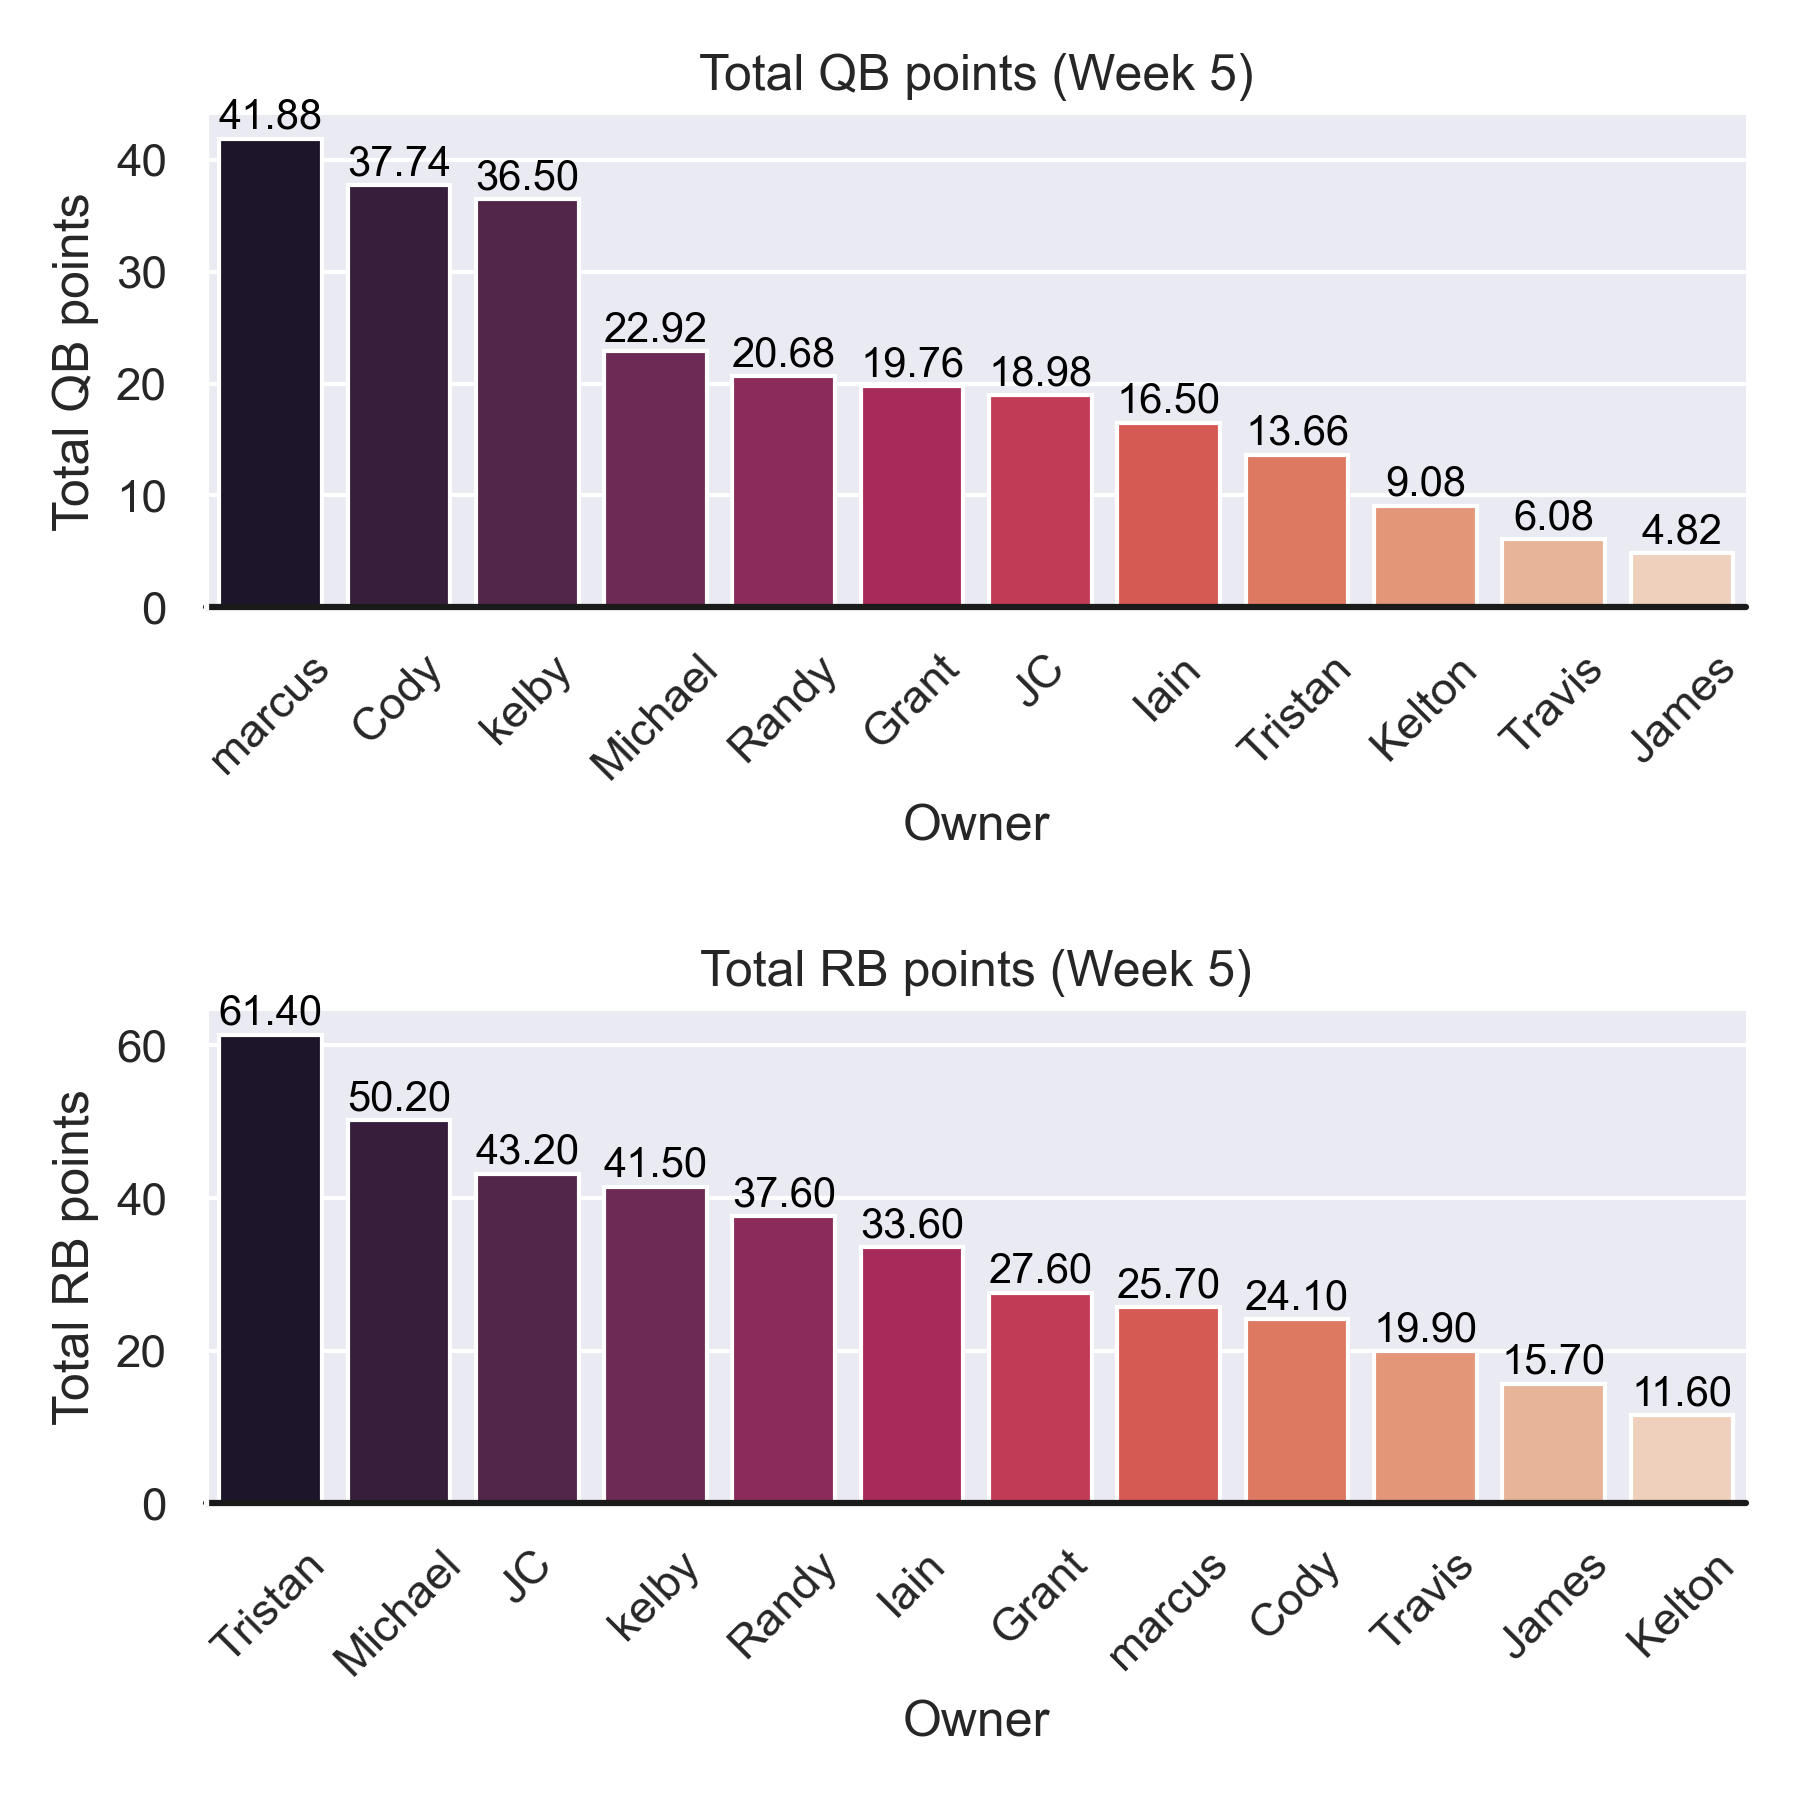 Total QB points (Week 5)
Total QB points
40
30
20
10
0
41.88
37.74
36.50
22.92
20.68
19.76
18.98
16.50
13.66
9.08
6.08
4.82
marcus
Cody
kelby
Michael
Randy
Grant
JC
Iain
Tristan
Kelton
Travis
James
Owner
Total RB points (Week 5)
Total RB points
60
40
20
0
61.40
50.20
43.20
41.50
37.60
33.60
27.60
25.70
24.10
19.90
15.70
11.60
Tristan
Michael
JC
kelby
Randy
Iain
Grant
marcus
Cody
Travis
James
Kelton
Owner